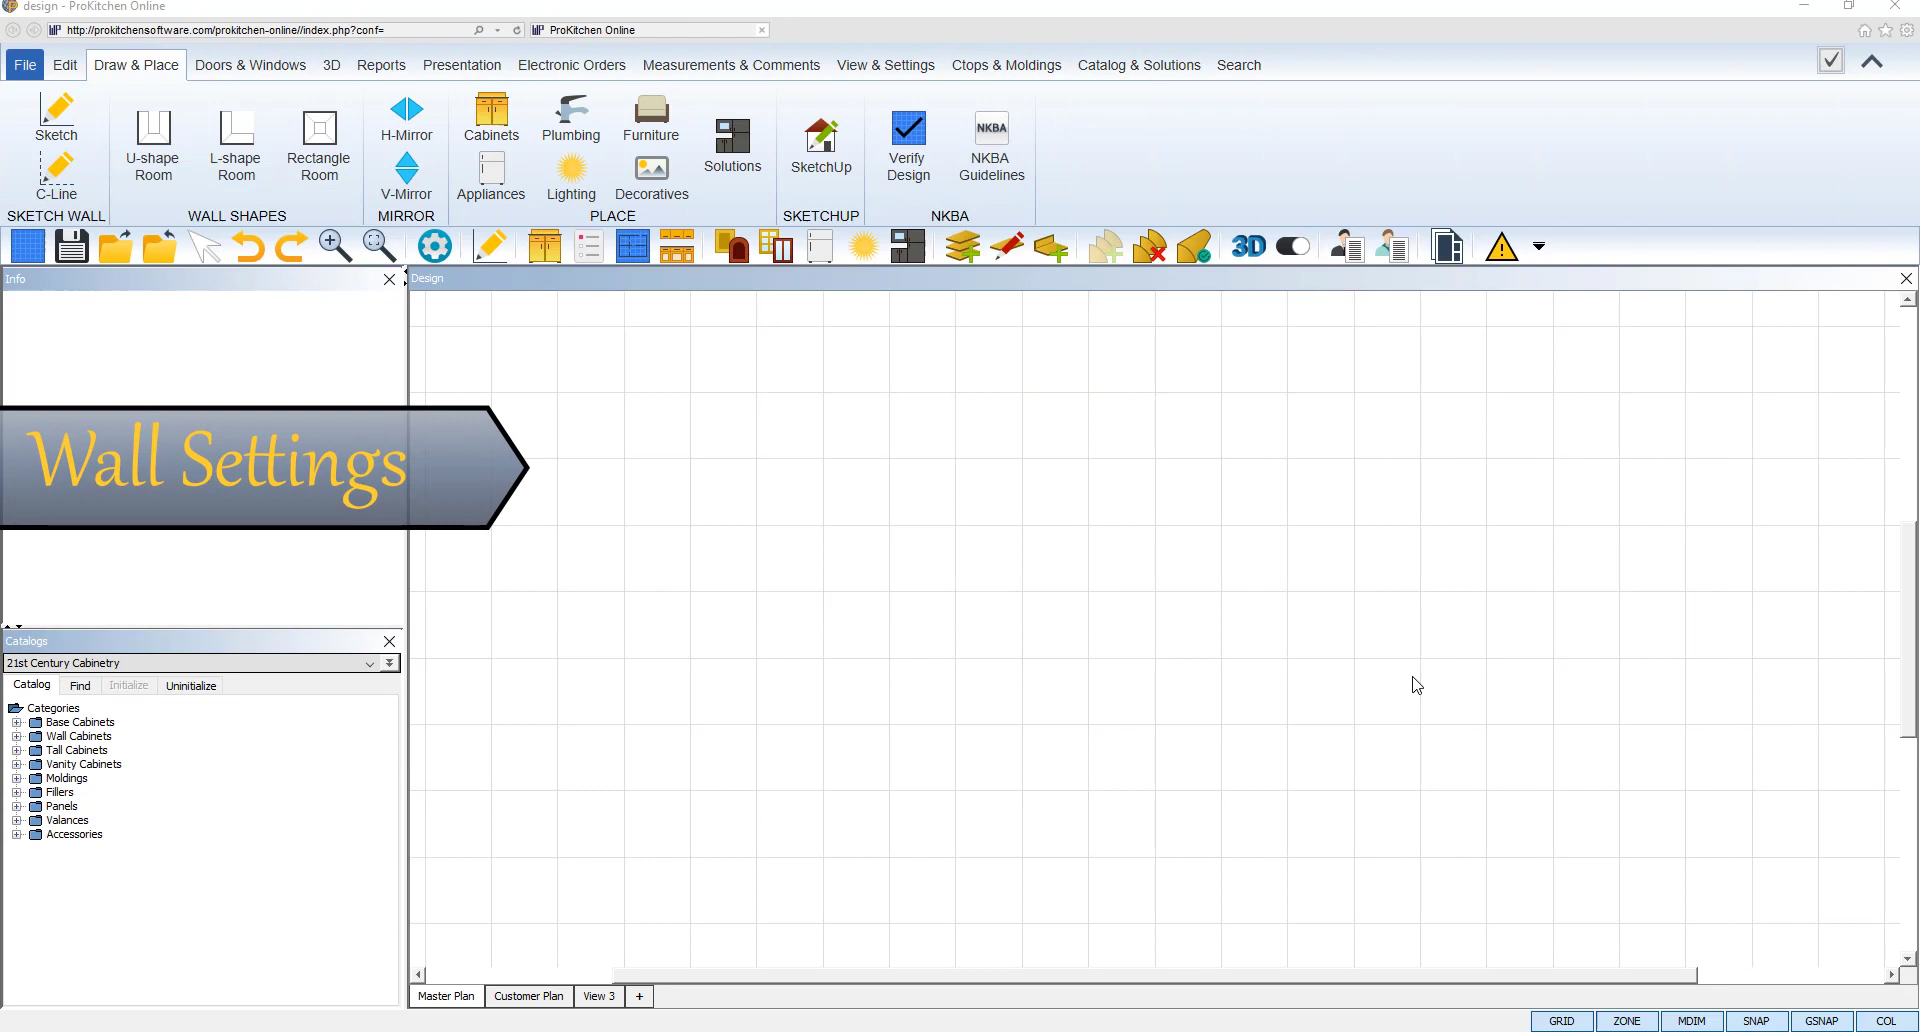 design - ProKitchen Online
http://prokitchensoftware.com/prokitchen-online//index.php?conf=
ProKitchen Online
File Edit Draw & Place Doors & Windows 3D Reports Presentation Electronic Orders Measurements & Comments View & Settings Ctops & Moldings Catalog & Solutions Search
Sketch
C-Line
SKETCH WALL
U-shape
Room
L-shape
Room
Rectangle
Room
WALL SHAPES
H-Mirror
V-Mirror
MIRROR
Cabinets
Plumbing
Furniture
Appliances
Lighting
Decoratives
Solutions
PLACE
SketchUp
SKETCHUP
Verify
Design
NKBA
NKBA
Guidelines
NKBA
3D
Info
Design
Wall Settings
Catalogs
21st Century Cabinetry
Catalog Find Initialize Uninitialize
Categories
Base Cabinets
Wall Cabinets
Tall Cabinets
Vanity Cabinets
Moldings
Fillers
Panels
Valances
Accessories
Master Plan Customer Plan View 3 +
GRID ZONE MDIM SNAP GSNAP COL